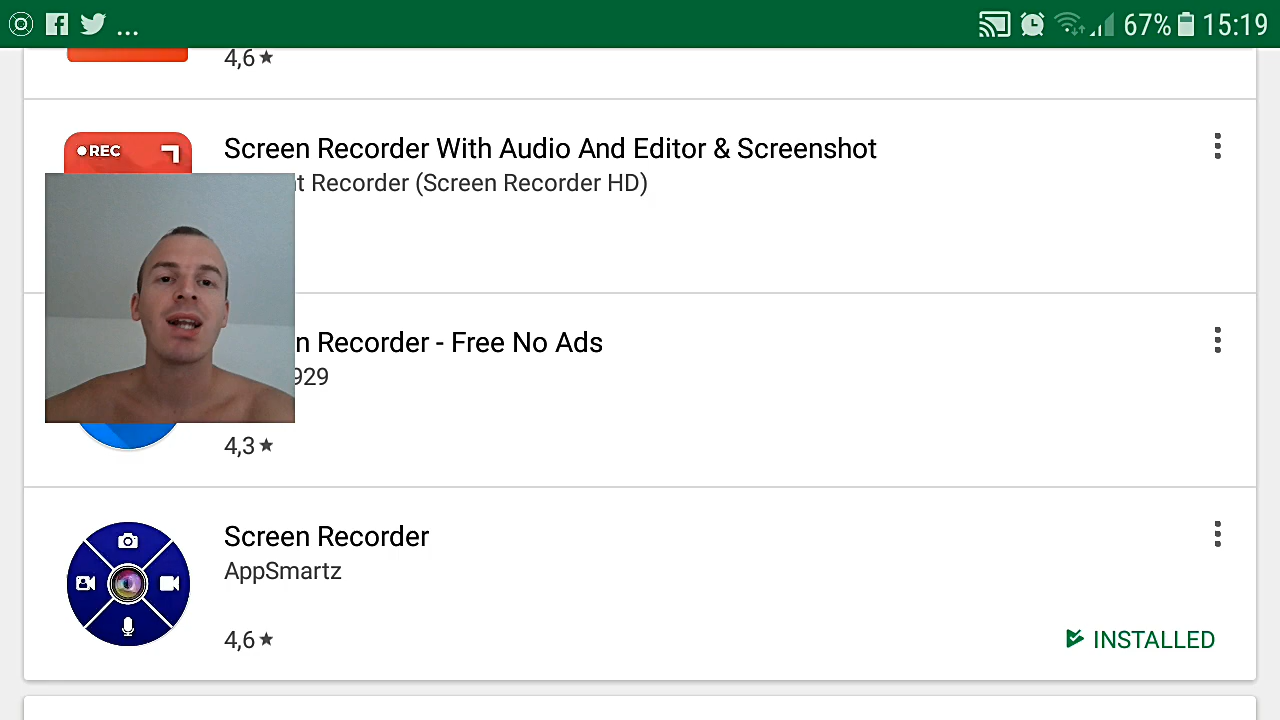 ... 67% 15:19
4,6★
REC
Screen Recorder With Audio And Editor & Screenshot
Recorder (Screen Recorder HD)
Recorder - Free No Ads
929
4,3★
Screen Recorder
AppSmartz
4,6★ INSTALLED